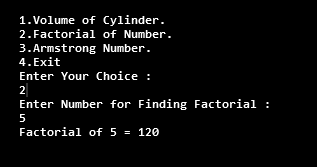 1.Volume of Cylinder.
2.Factorial of Number.
3.Armstrong Number.
4.Exit
Enter Your Choice :
2
Enter Number for Finding Factorial :
5
Factorial of 5 = 120